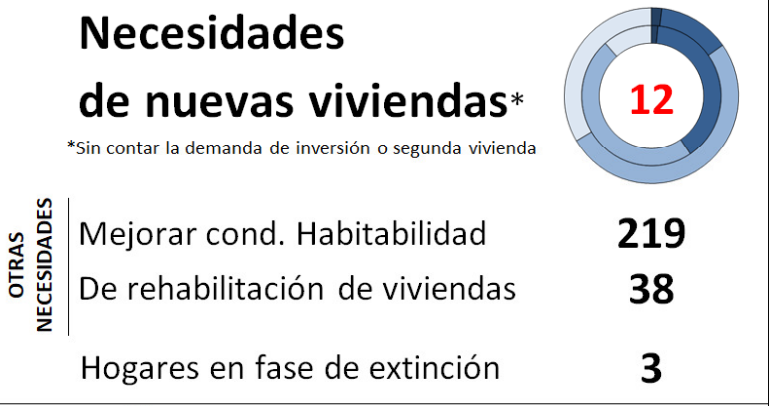 Necesidades
de nuevas viviendas*
12
*Sin contar la demanda de inversión o segunda vivienda
OTRAS
NECESIDADES
Mejorar cond. Habitabilidad 219
De rehabilitación de viviendas 38
Hogares en fase de extinción 3